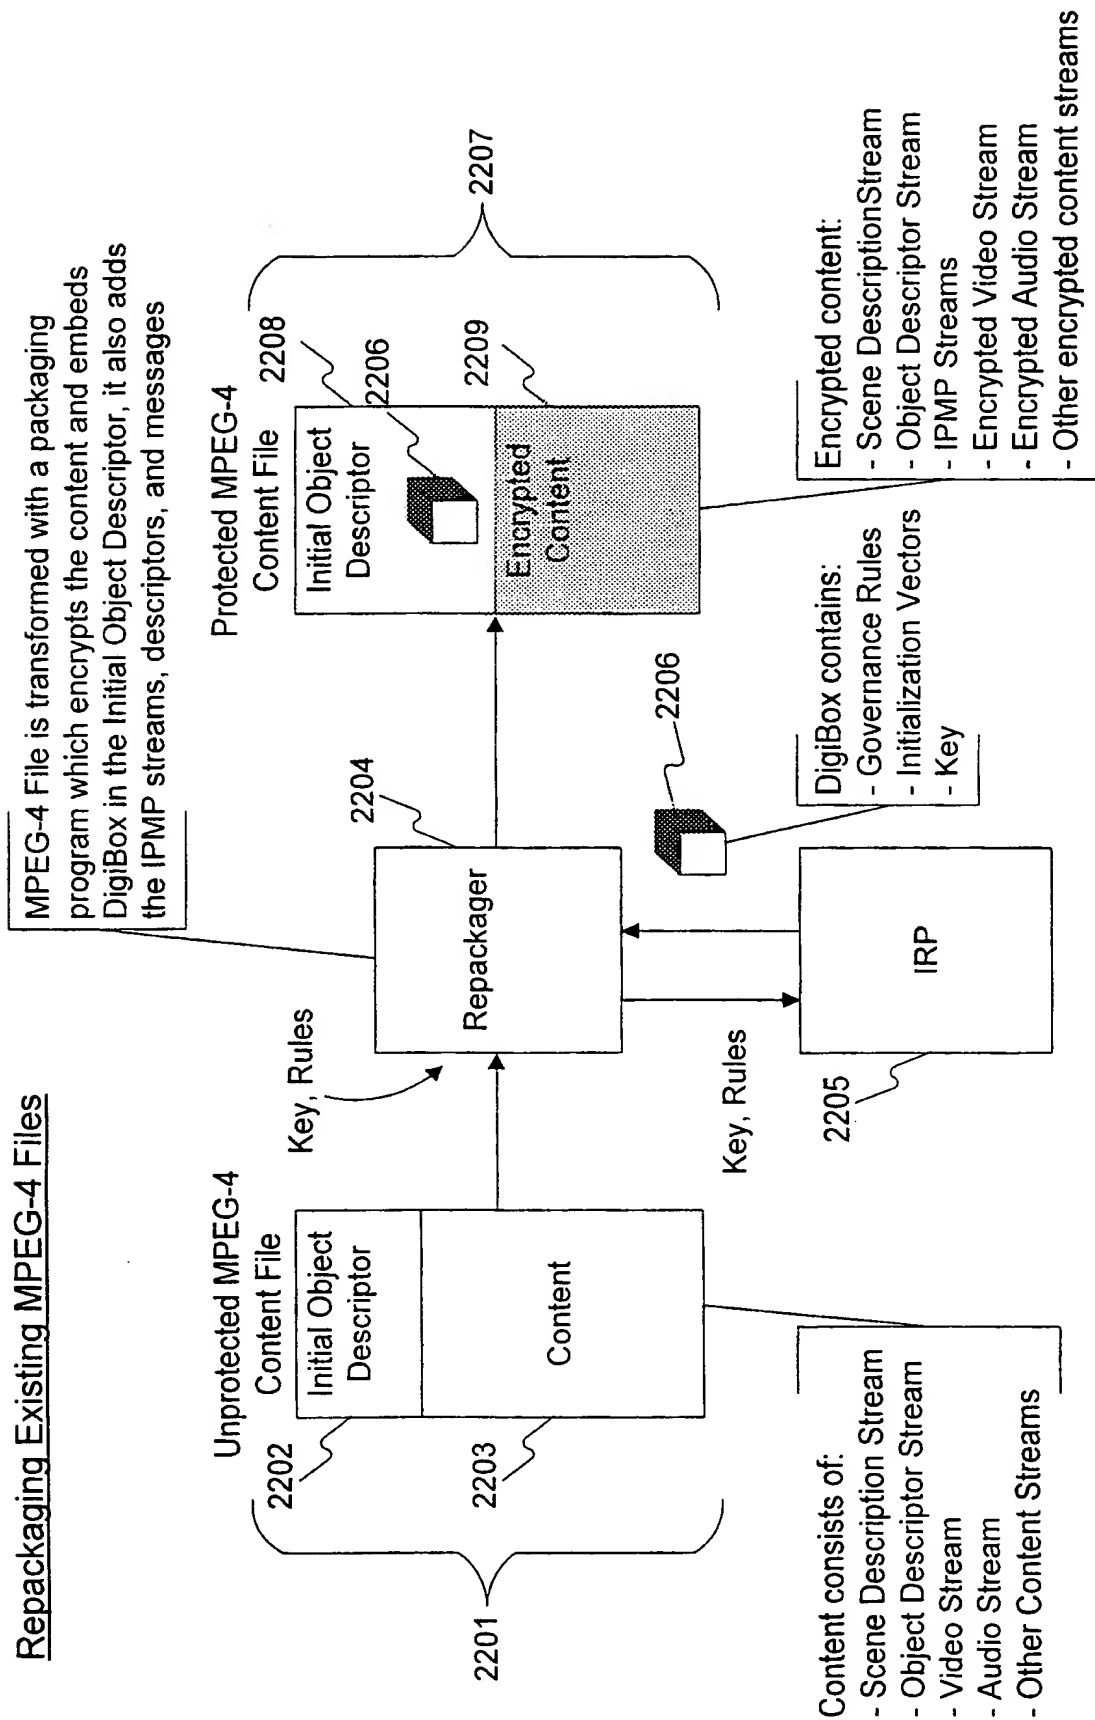 Repackaging Existing MPEG-4 Files
MPEG-4 File is transformed with a packaging
program which encrypts the content and embeds
DigiBox in the Initial Object Descriptor, it also adds
the IPMP streams, descriptors, and messages
Unprotected MPEG-4
Content File
2202
Initial Object
Descriptor
2203
Content
2201
Content consists of:
- Scene Description Stream
- Object Descriptor Stream
- Video Stream
- Audio Stream
- Other Content Streams
Key, Rules
2204
Repackager
Key, Rules
2205
IRP
2206
DigiBox contains:
- Governance Rules
- Initialization Vectors
- Key
Protected MPEG-4
Content File
2208
Initial Object
Descriptor
2206
2209
Encrypted
Content
2207
Encrypted content:
- Scene DescriptionStream
- Object Descriptor Stream
- IPMP Streams
- Encrypted Video Stream
- Encrypted Audio Stream
- Other encrypted content streams